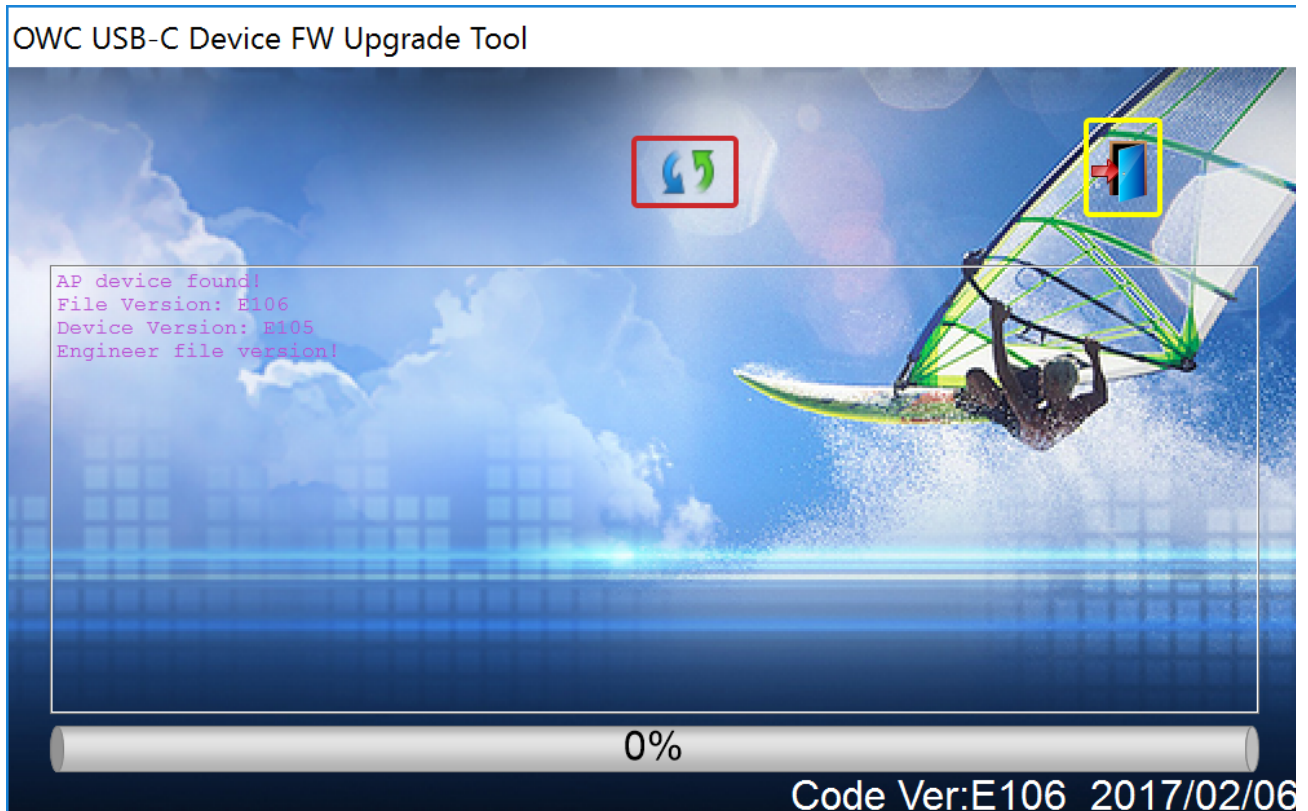 OWC USB-C Device FW Upgrade Tool
AP device found!
File Version: E106
Device Version: E105
Engineer file version!
0%
Code Ver:E106 2017/02/06